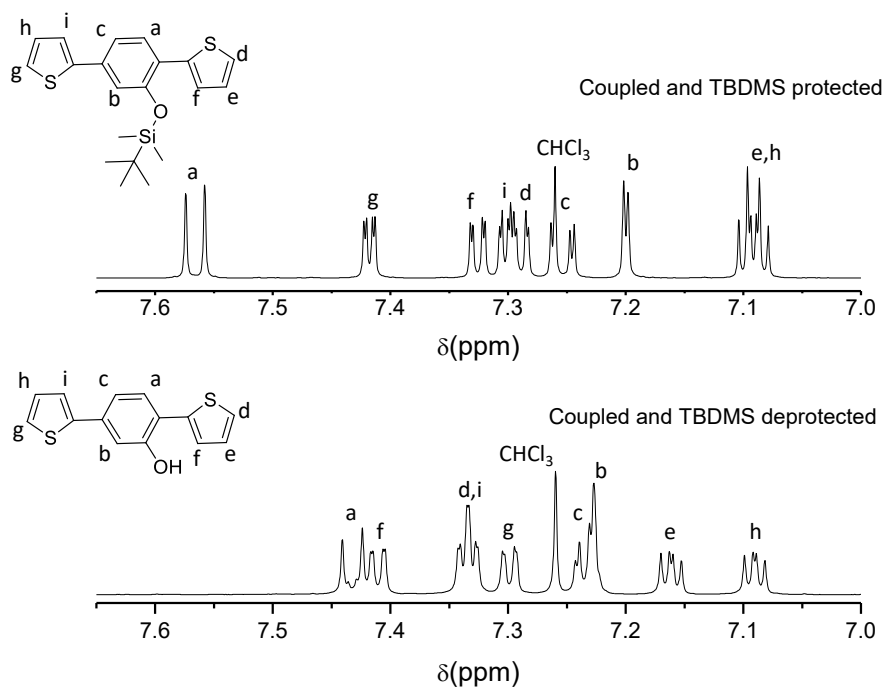 h
i
c
a
S
d
g
S
b
f
e
O
Si
Coupled and TBDMS protected
a
g
f
i
d
CHCl3
c
b
e,h
7.6 7.5 7.4 7.3 7.2 7.1 7.0
δ(ppm)
h
i
c
a
S
d
g
S
b
OH
f
e
Coupled and TBDMS deprotected
a
f
d,i
g
CHCl3
c
b
e
h
7.6 7.5 7.4 7.3 7.2 7.1 7.0
δ(ppm)